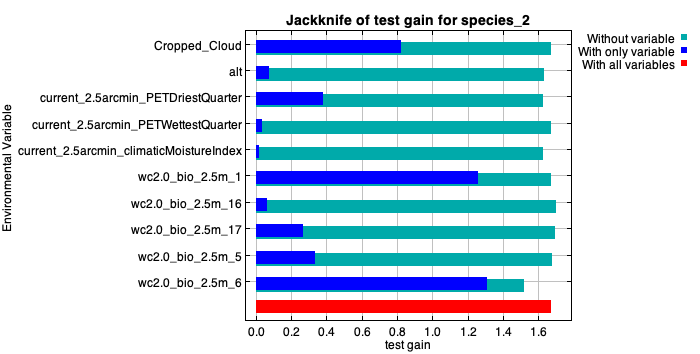 Jackknife of test gain for species_2
Without variable
With only variable
With all variables
Environmental Variable
Cropped_Cloud
alt
current_2.5arcmin_PETDriestQuarter
current_2.5arcmin_PETWettestQuarter
current_2.5arcmin_climaticMoistureIndex
wc2.0_bio_2.5m_1
wc2.0_bio_2.5m_16
wc2.0_bio_2.5m_17
wc2.0_bio_2.5m_5
wc2.0_bio_2.5m_6
0.0 0.2 0.4 0.6 0.8 1.0 1.2 1.4 1.6
test gain